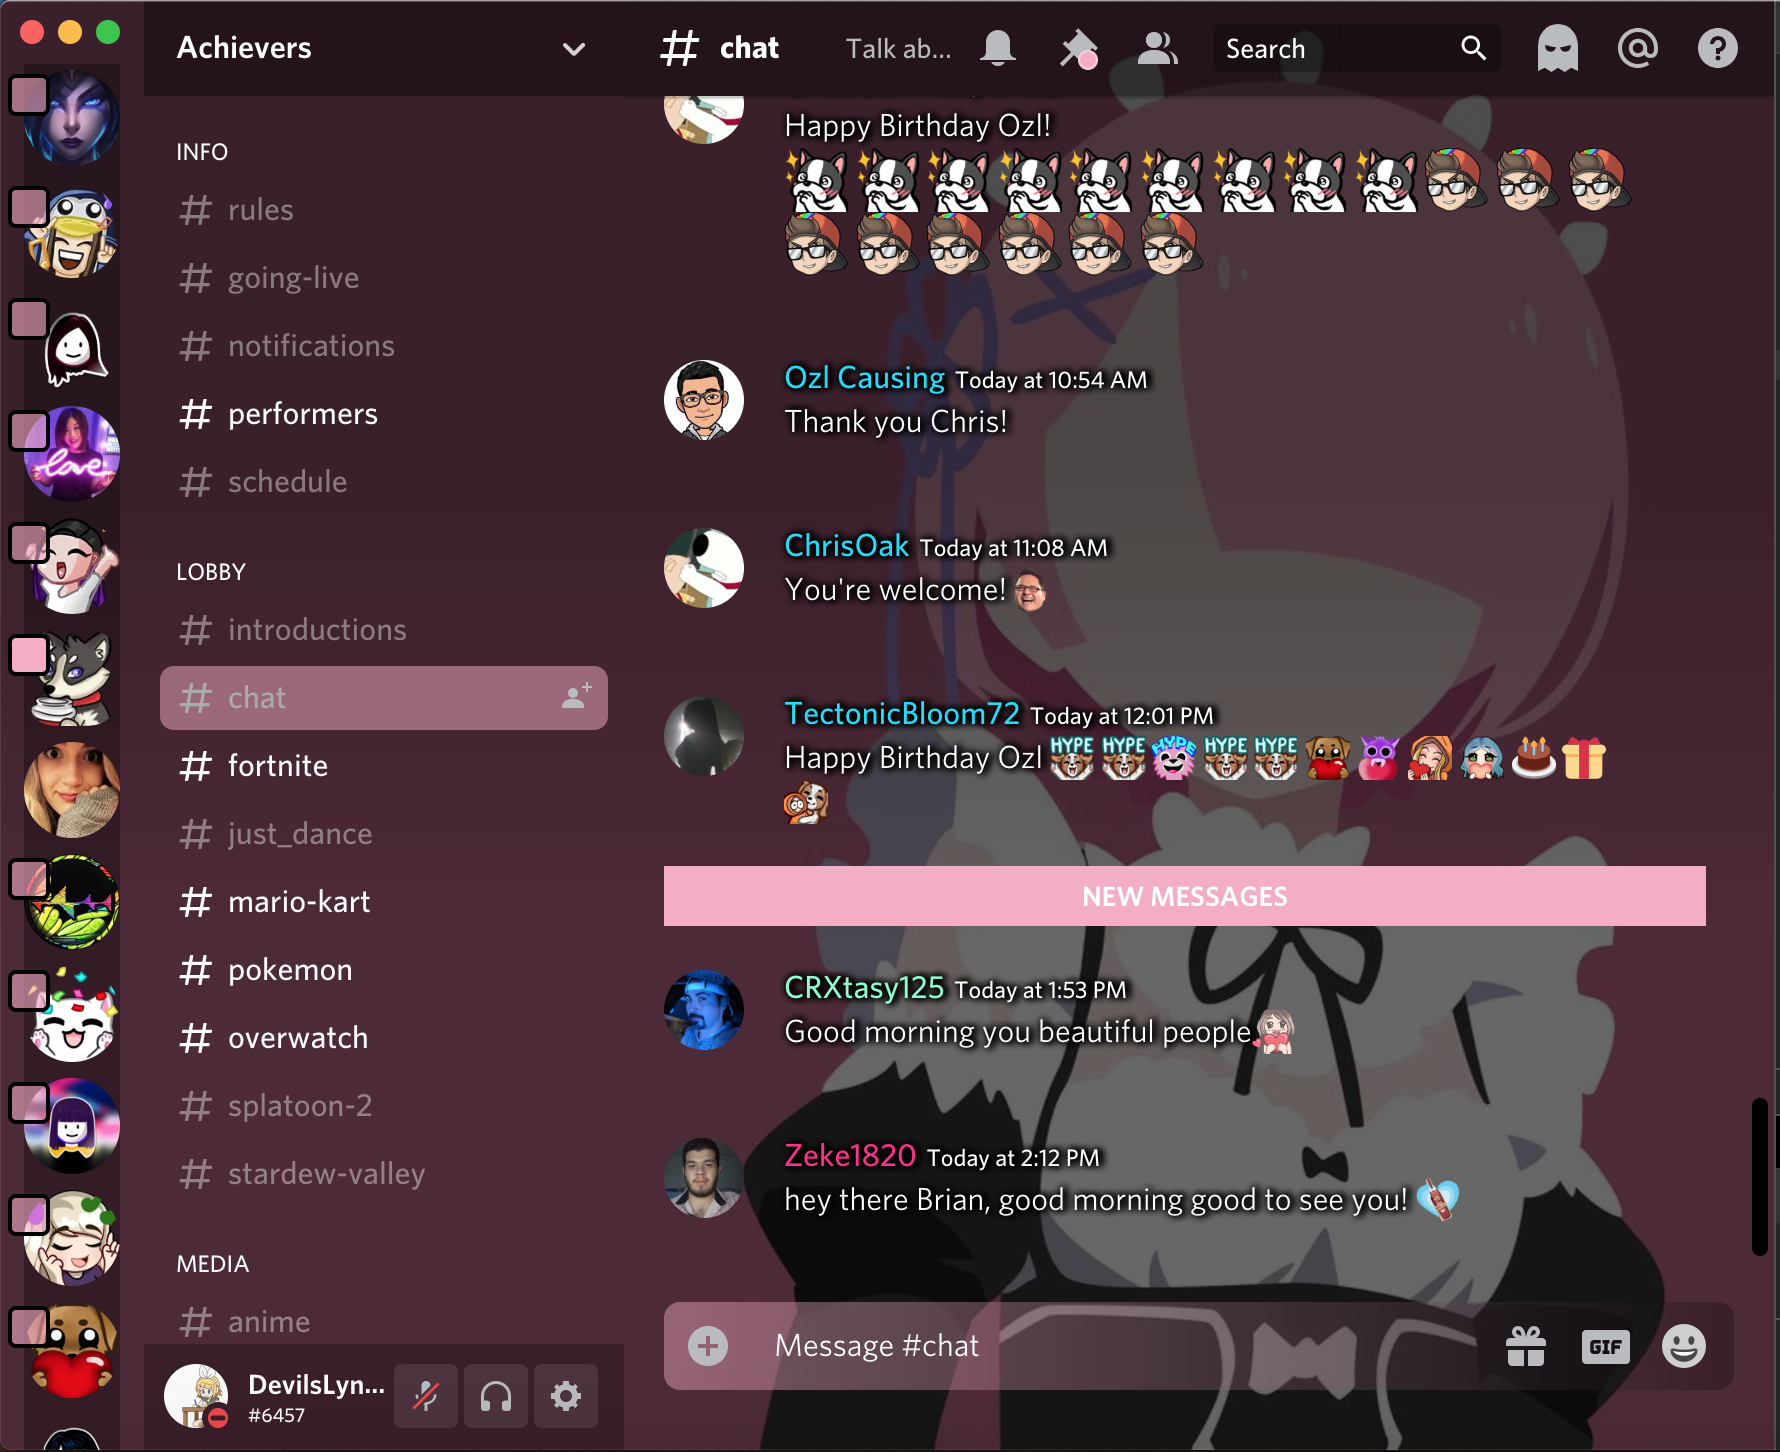 Achievers
INFO
rules
going-live
notifications
performers
schedule
LOBBY
introductions
chat
fortnite
just_dance
mario-kart
pokemon
overwatch
splatoon-2
stardew-valley
MEDIA
anime
DevilsLyn...
#6457
love
# chat Talk ab... Search
Happy Birthday Ozl!
Ozl Causing Today at 10:54 AM
Thank you Chris!
ChrisOak Today at 11:08 AM
You're welcome!
TectonicBloom72 Today at 12:01 PM
Happy Birthday Ozl HYPE HYPE HYPE HYPE HYPE
NEW MESSAGES
CRXtasy125 Today at 1:53 PM
Good morning you beautiful people
Zeke1820 Today at 2:12 PM
hey there Brian, good morning good to see you!
Message #chat GIF